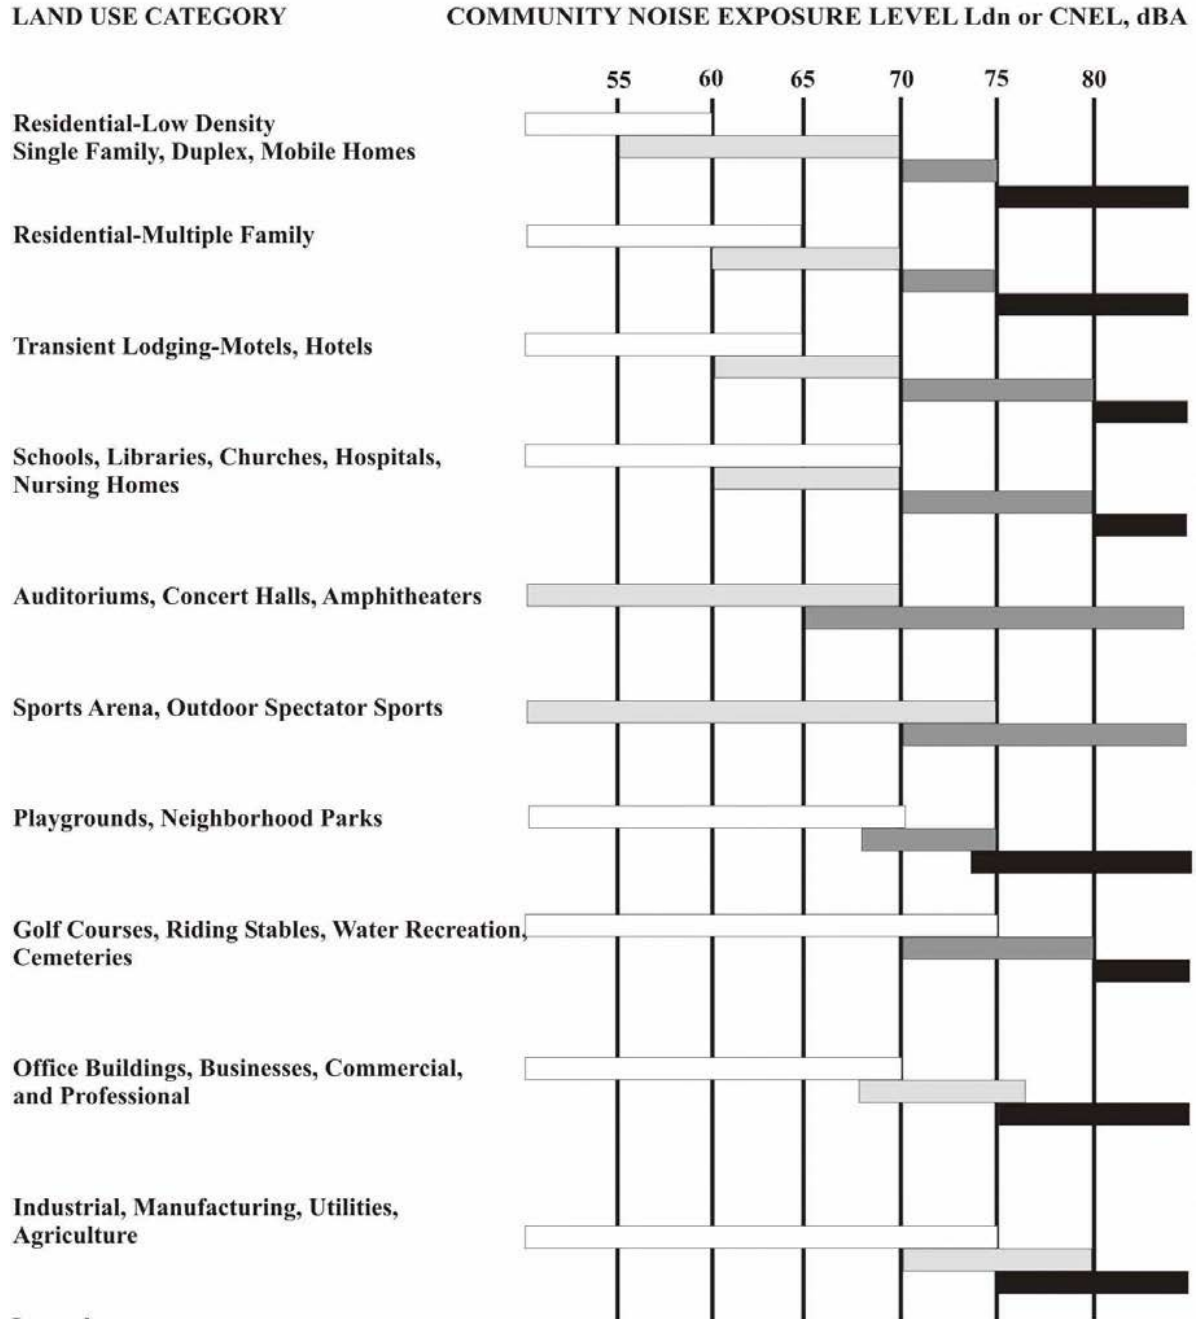 LAND USE CATEGORY COMMUNITY NOISE EXPOSURE LEVEL Ldn or CNEL, dBA
55 60 65 70 75 80
Residential-Low Density
Single Family, Duplex, Mobile Homes
Residential-Multiple Family
Transient Lodging-Motels, Hotels
Schools, Libraries, Churches, Hospitals,
Nursing Homes
Auditoriums, Concert Halls, Amphitheaters
Sports Arena, Outdoor Spectator Sports
Playgrounds, Neighborhood Parks
Golf Courses, Riding Stables, Water Recreation,
Cemeteries
Office Buildings, Businesses, Commercial,
and Professional
Industrial, Manufacturing, Utilities,
Agriculture